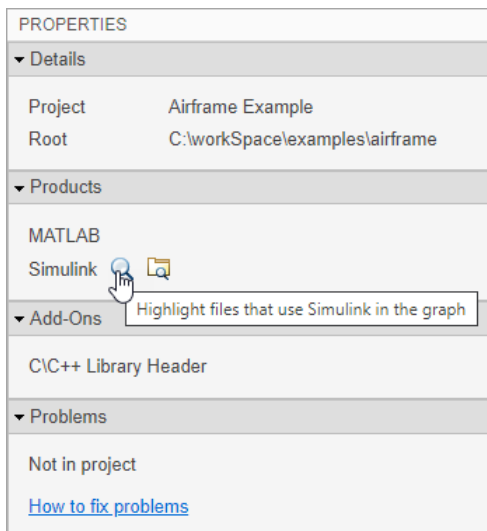 PROPERTIES
Details
Project Airframe Example
Root C:\workSpace\examples\airframe
Products
MATLAB
Simulink
Highlight files that use Simulink in the graph
Add-Ons
C\C++ Library Header
Problems
Not in project
How to fix problems